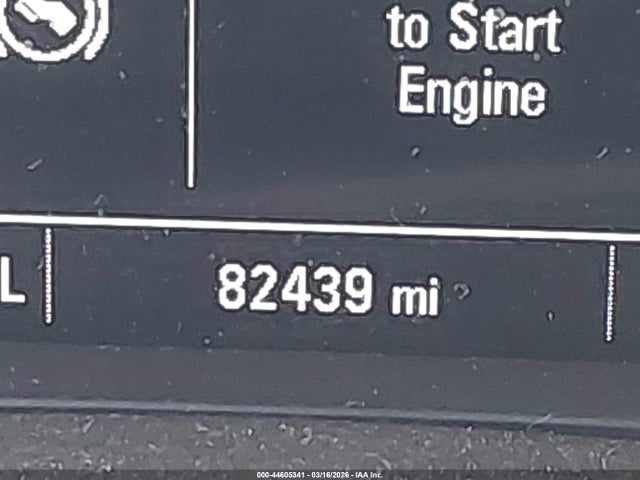 to Start
Engine
L
82439 mi
000-44605341 - 03/16/2026 - IAA Inc.